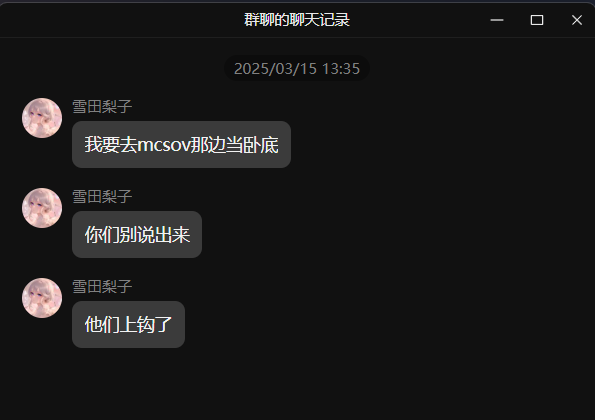 群聊的聊天记录
2025/03/15 13:35
雪田梨子
我要去mcsov那边当卧底
雪田梨子
你们别说出来
雪田梨子
他们上钩了